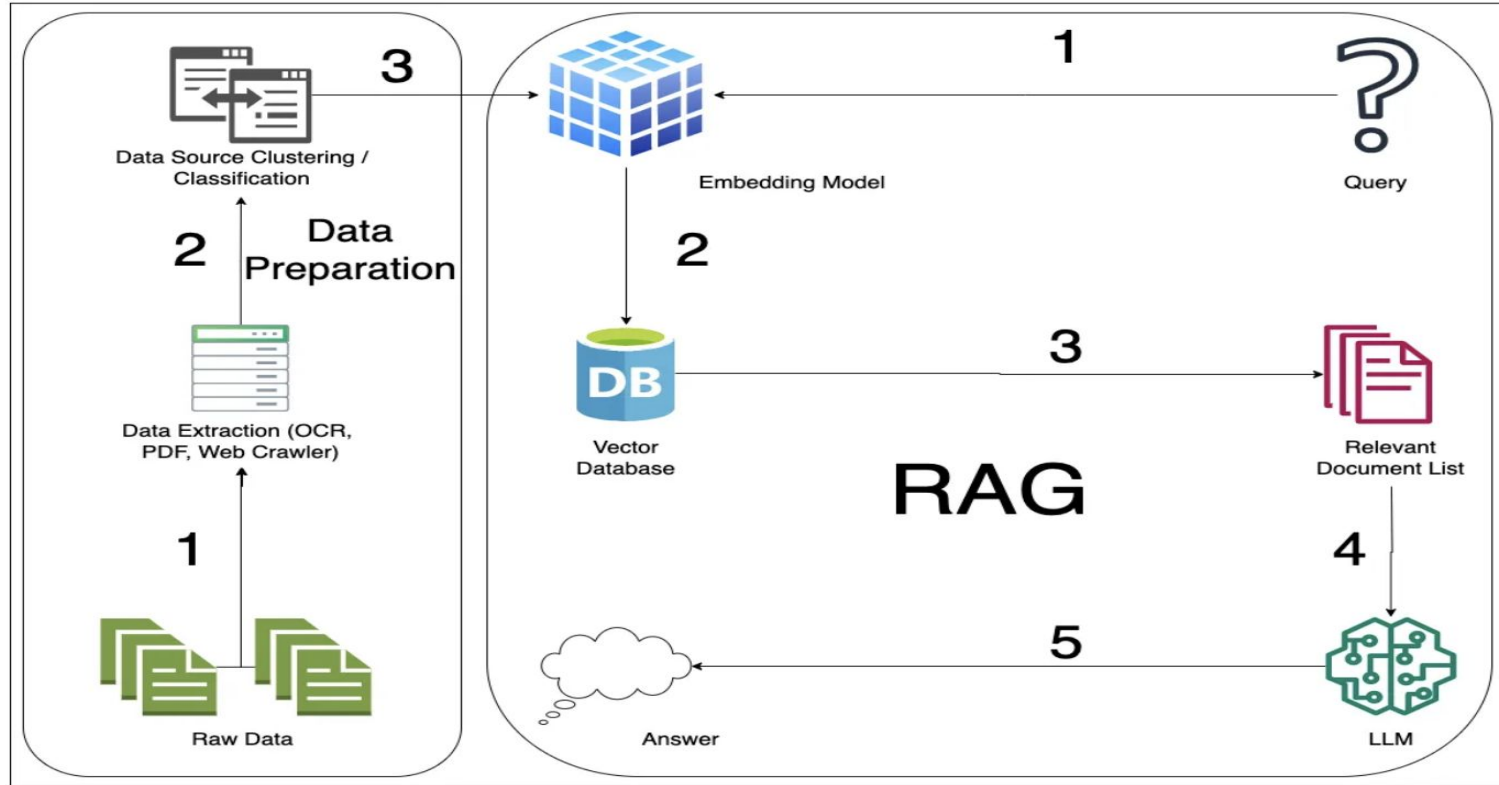 3
Data Source Clustering /
Classification
2
Data
Preparation
Data Extraction (OCR,
PDF, Web Crawler)
1
Raw Data
1
Embedding Model
Query
2
DB
Vector
Database
3
Relevant
Document List
RAG
4
5
Answer
LLM